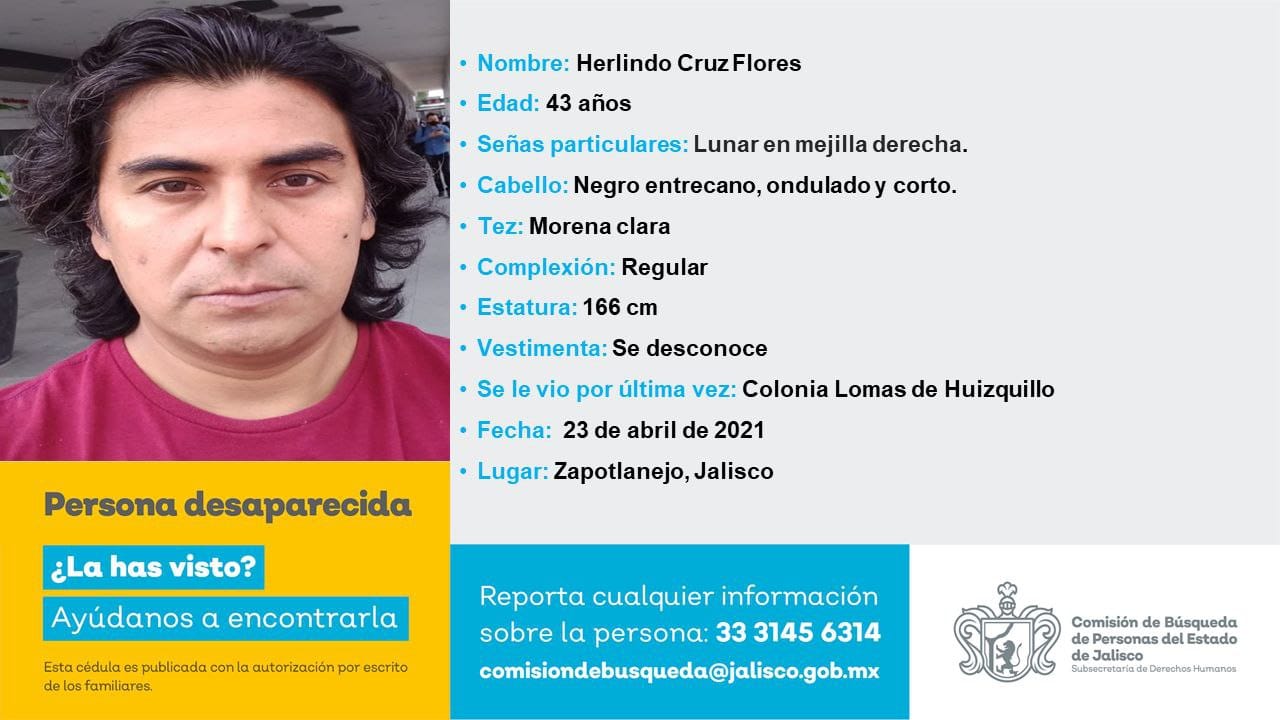 • Nombre: Herlindo Cruz Flores
• Edad: 43 años
• Señas particulares: Lunar en mejilla derecha.
• Cabello: Negro entrecano, ondulado y corto.
• Tez: Morena clara
• Complexión: Regular
• Estatura: 166 cm
• Vestimenta: Se desconoce
• Se le vio por última vez: Colonia Lomas de Huizquillo
• Fecha: 23 de abril de 2021
• Lugar: Zapotlanejo, Jalisco
Persona desaparecida
¿La has visto?
Ayúdanos a encontrarla
Esta cédula es publicada con la autorización por escrito
de los familiares.
Reporta cualquier información
sobre la persona: 33 3145 6314
comisiondebusqueda@jalisco.gob.mx
Comisión de Búsqueda
de Personas del Estado
de Jalisco
Subsecretaría de Derechos Humanos